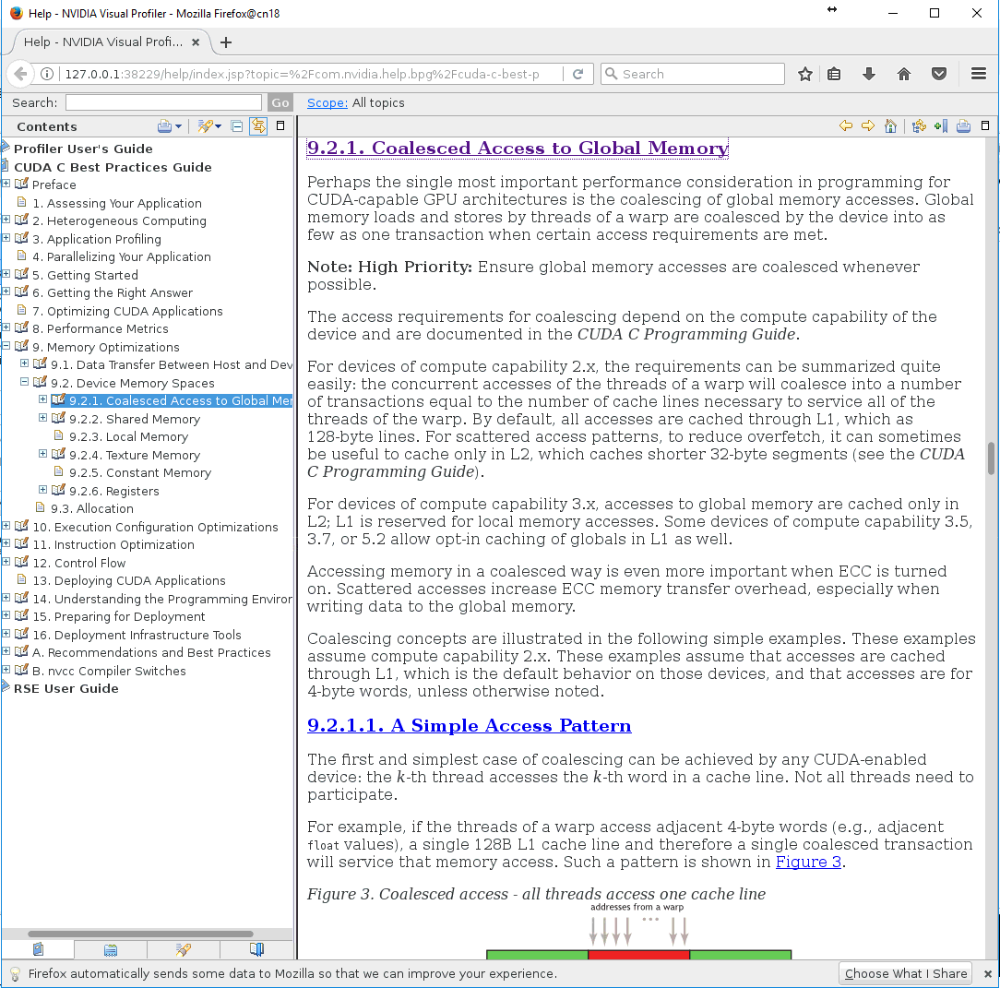 Help - NVIDIA Visual Profiler - Mozilla Firefox@cn18
Help - NVIDIA Visual Profi...
127.0.0.1:38229/help/index.jsp?topic=%2Fcom.nvidia.help.bpg%2Fcuda-c-best-p
Search
Search:
Go
Scope: All topics
Contents
Profiler User's Guide
CUDA C Best Practices Guide
Preface
1. Assessing Your Application
2. Heterogeneous Computing
3. Application Profiling
4. Parallelizing Your Application
5. Getting Started
6. Getting the Right Answer
7. Optimizing CUDA Applications
8. Performance Metrics
9. Memory Optimizations
9.1. Data Transfer Between Host and Dev
9.2. Device Memory Spaces
9.2.1. Coalesced Access to Global Mer
9.2.2. Shared Memory
9.2.3. Local Memory
9.2.4. Texture Memory
9.2.5. Constant Memory
9.2.6. Registers
9.3. Allocation
10. Execution Configuration Optimizations
11. Instruction Optimization
12. Control Flow
13. Deploying CUDA Applications
14. Understanding the Programming Enviror
15. Preparing for Deployment
16. Deployment Infrastructure Tools
A. Recommendations and Best Practices
B. nvcc Compiler Switches
RSE User Guide
9.2.1. Coalesced Access to Global Memory
Perhaps the single most important performance consideration in programming for
CUDA-capable GPU architectures is the coalescing of global memory accesses. Global
memory loads and stores by threads of a warp are coalesced by the device into as
few as one transaction when certain access requirements are met.
Note: High Priority: Ensure global memory accesses are coalesced whenever
possible.
The access requirements for coalescing depend on the compute capability of the
device and are documented in the CUDA C Programming Guide.
For devices of compute capability 2.x, the requirements can be summarized quite
easily: the concurrent accesses of the threads of a warp will coalesce into a number
of transactions equal to the number of cache lines necessary to service all of the
threads of the warp. By default, all accesses are cached through L1, which as
128-byte lines. For scattered access patterns, to reduce overfetch, it can sometimes
be useful to cache only in L2, which caches shorter 32-byte segments (see the CUDA
C Programming Guide).
For devices of compute capability 3.x, accesses to global memory are cached only in
L2; L1 is reserved for local memory accesses. Some devices of compute capability 3.5,
3.7, or 5.2 allow opt-in caching of globals in L1 as well.
Accessing memory in a coalesced way is even more important when ECC is turned
on. Scattered accesses increase ECC memory transfer overhead, especially when
writing data to the global memory.
Coalescing concepts are illustrated in the following simple examples. These examples
assume compute capability 2.x. These examples assume that accesses are cached
through L1, which is the default behavior on those devices, and that accesses are for
4-byte words, unless otherwise noted.
9.2.1.1. A Simple Access Pattern
The first and simplest case of coalescing can be achieved by any CUDA-enabled
device: the k-th thread accesses the k-th word in a cache line. Not all threads need to
participate.
For example, if the threads of a warp access adjacent 4-byte words (e.g., adjacent
float values), a single 128B L1 cache line and therefore a single coalesced transaction
will service that memory access. Such a pattern is shown in Figure 3.
Figure 3. Coalesced access - all threads access one cache line
addresses from a warp
...
Firefox automatically sends some data to Mozilla so that we can improve your experience.
Choose What I Share